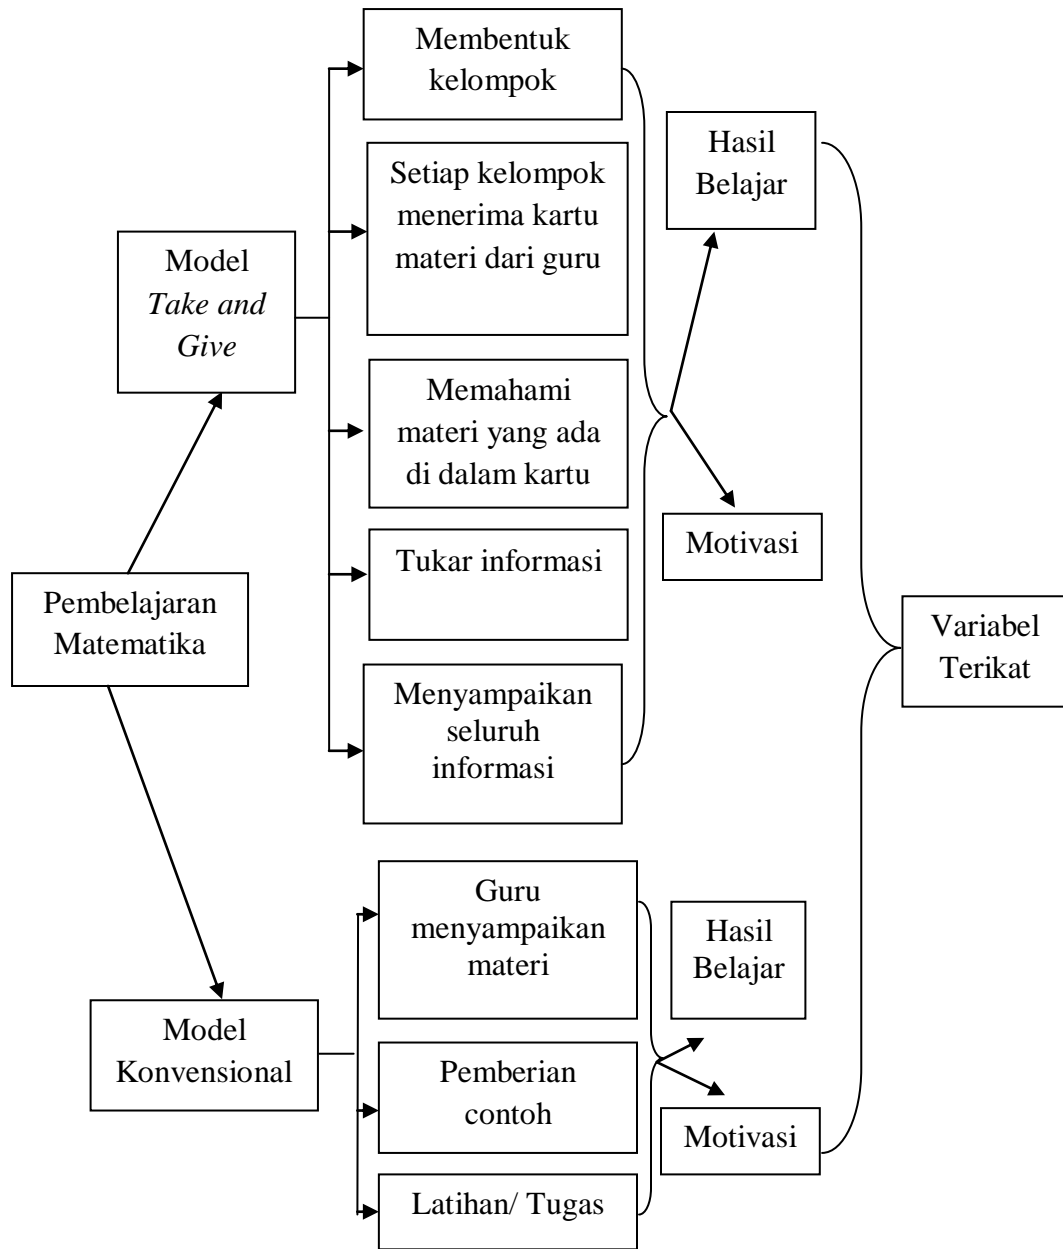 Membentuk
kelompok
Setiap kelompok
menerima kartu
materi dari guru
Memahami
materi yang ada
di dalam kartu
Tukar informasi
Menyampaikan
seluruh
informasi
Model
Take and
Give
Pembelajaran
Matematika
Hasil
Belajar
Motivasi
Variabel
Terikat
Model
Konvensional
Guru
menyampaikan
materi
Pemberian
contoh
Latihan/ Tugas
Hasil
Belajar
Motivasi